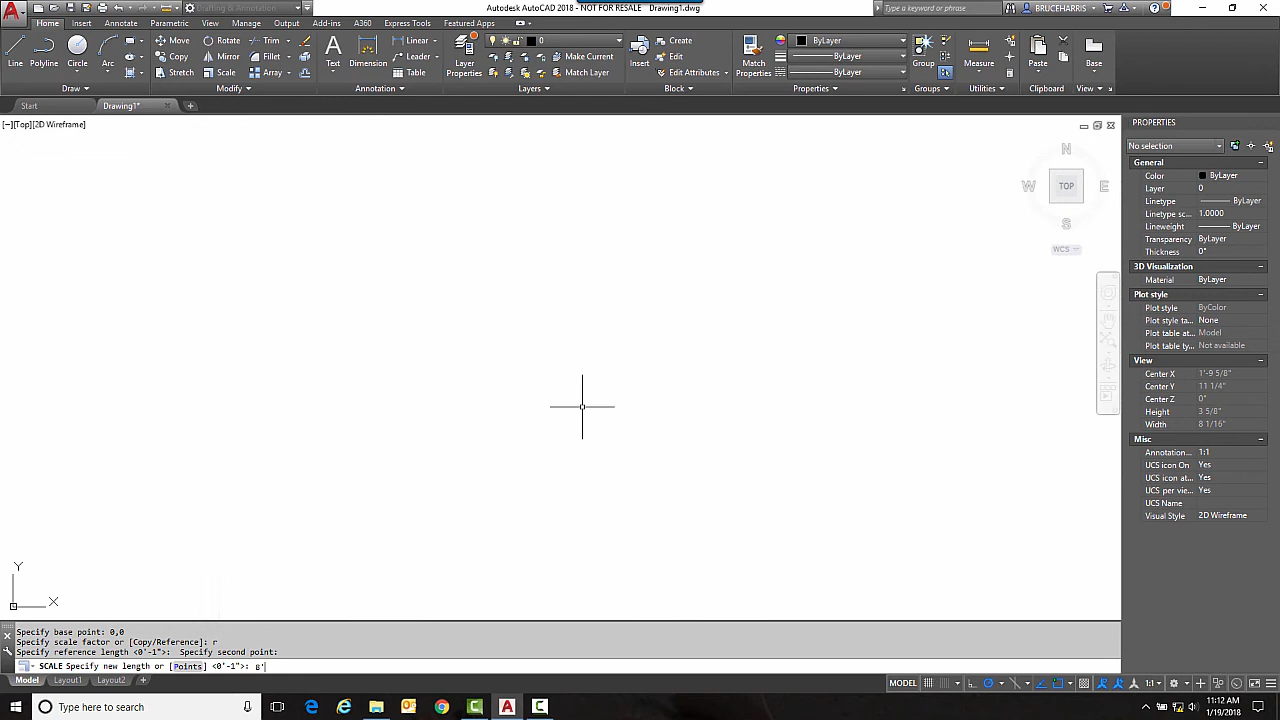 Drafting & Annotation
Autodesk AutoCAD 2018 - NOT FOR RESALE Drawing1.dwg
Type a keyword or phrase
BRUCEHARRIS
Home Insert Annotate Parametric View Manage Output Add-ins A360 Express Tools Featured Apps
Line Polyline Circle Arc
Move Rotate Trim
Copy Mirror Fillet
Stretch Scale Array
Text Dimension
Linear
Leader
Table
Layer Properties
0
Make Current
Match Layer
Insert
Create
Edit
Edit Attributes
Match Properties
ByLayer
ByLayer
ByLayer
Group Measure Paste Base
Draw Modify Annotation Layers Block Properties Groups Utilities Clipboard View
Start Drawing1*
[−][Top][2D Wireframe]
N
W TOP E
S
WCS
PROPERTIES
No selection
General
Color ByLayer
Layer 0
Linetype ByLayer
Linetype sc... 1.0000
Lineweight ByLayer
Transparency ByLayer
Thickness 0"
3D Visualization
Material ByLayer
Plot style
Plot style ByColor
Plot style ta... None
Plot table at... Model
Plot table ty... Not available
View
Center X 1'-9 5/8"
Center Y 11 1/4"
Center Z 0"
Height 3 5/8"
Width 8 1/16"
Misc
Annotation... 1:1
UCS icon On Yes
UCS icon at... Yes
UCS per vie... Yes
UCS Name
Visual Style 2D Wireframe
Y
X
Specify base point: 0,0
Specify scale factor or [Copy/Reference]: r
Specify reference length <0'-1">: Specify second point:
SCALE Specify new length or [Points] <0'-1">: 8'
Model Layout1 Layout2
MODEL
1:1
Type here to search
11:12 AM
1/19/2018